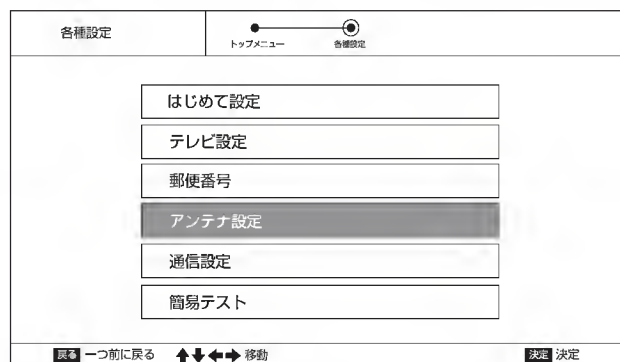 各種設定
トップメニュー 各種設定
はじめて設定
テレビ設定
郵便番号
アンテナ設定
通信設定
簡易テスト
戻る 一つ前に戻る 移動 決定 決定